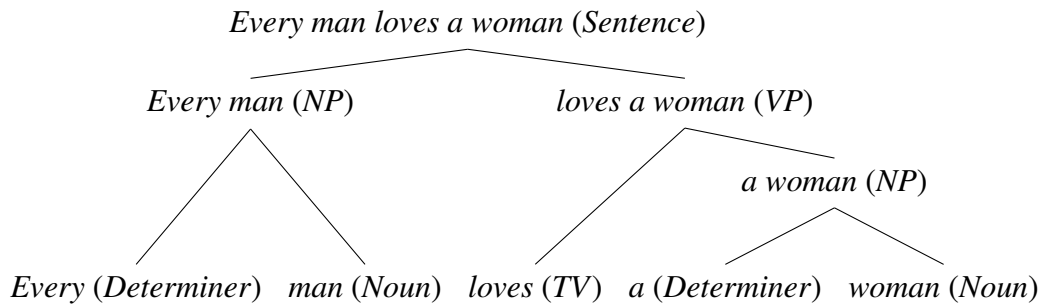 Every man loves a woman (Sentence)
Every man (NP) loves a woman (VP)
a woman (NP)
Every (Determiner) man (Noun) loves (TV) a (Determiner) woman (Noun)